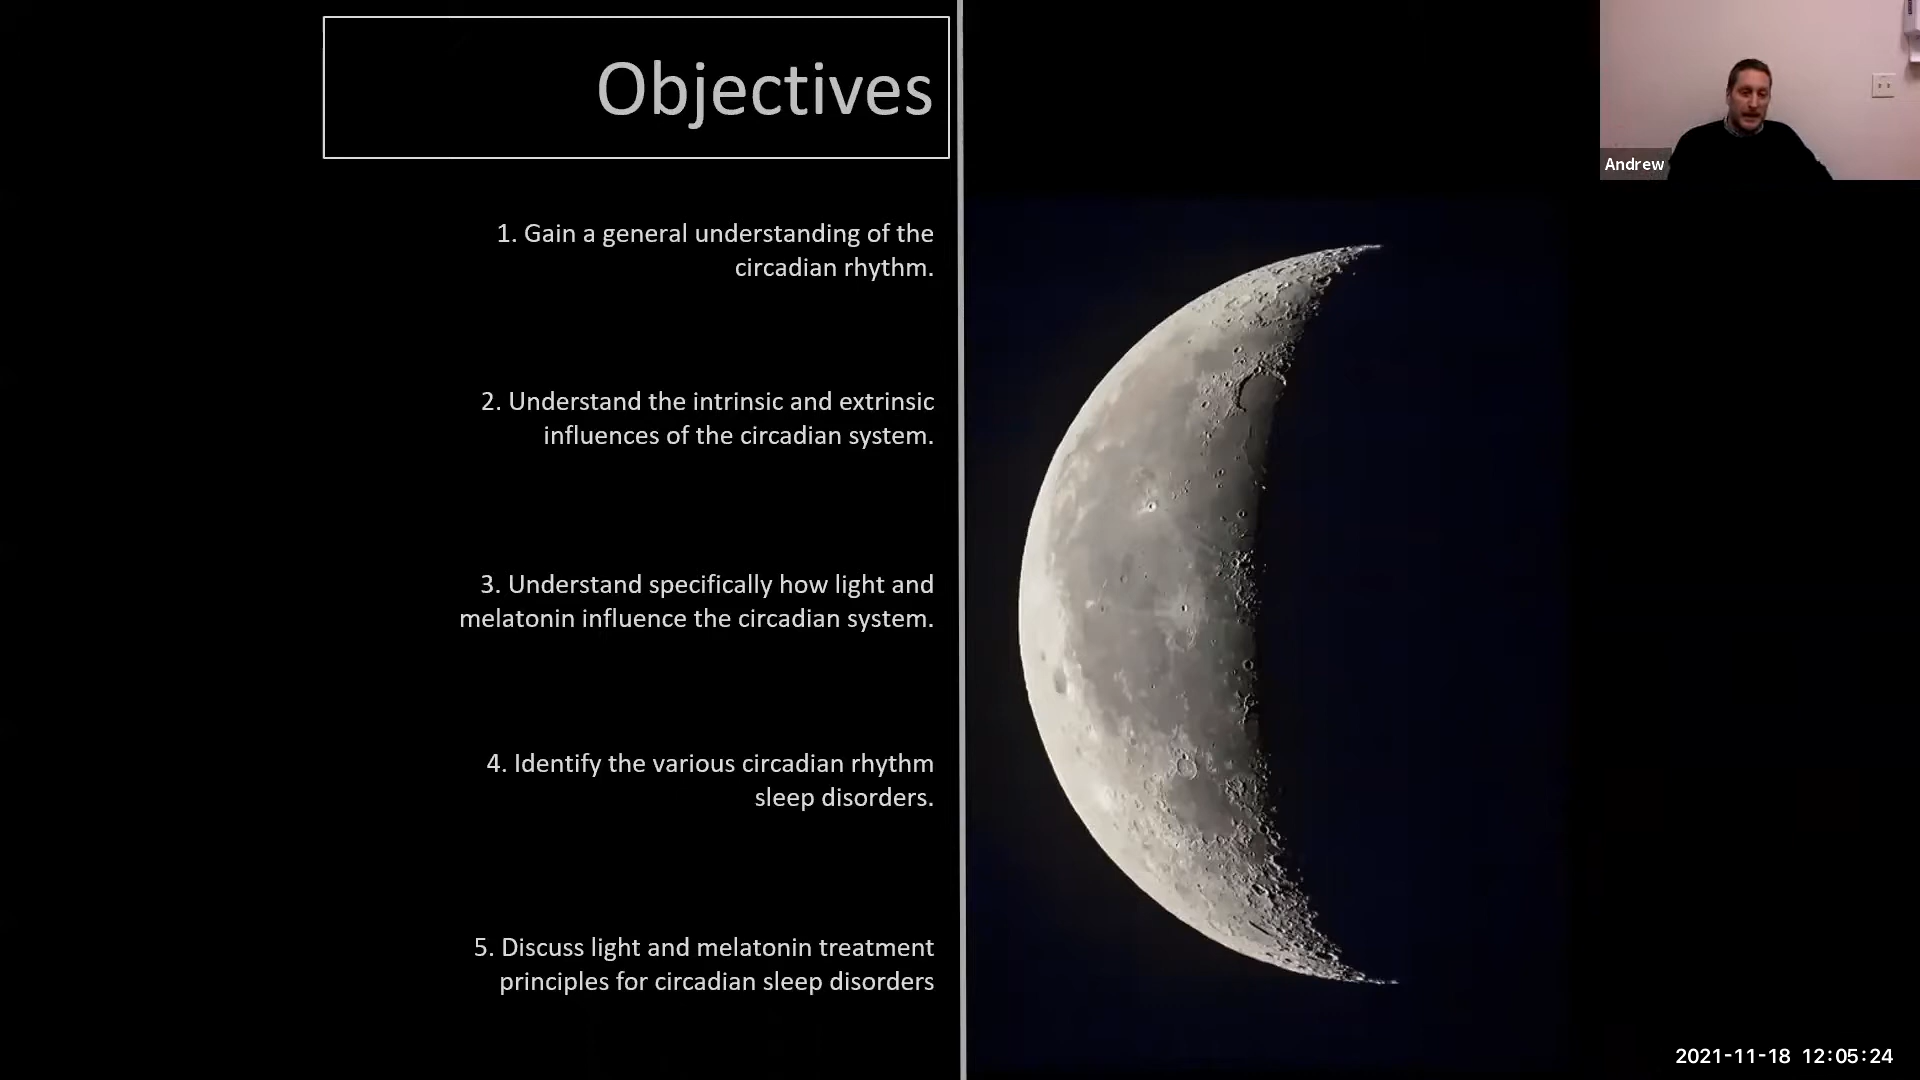 Objectives
1. Gain a general understanding of the
circadian rhythm.
2. Understand the intrinsic and extrinsic
influences of the circadian system.
3. Understand specifically how light and
melatonin influence the circadian system.
4. Identify the various circadian rhythm
sleep disorders.
5. Discuss light and melatonin treatment
principles for circadian sleep disorders
Andrew
2021-11-18 12:05:24